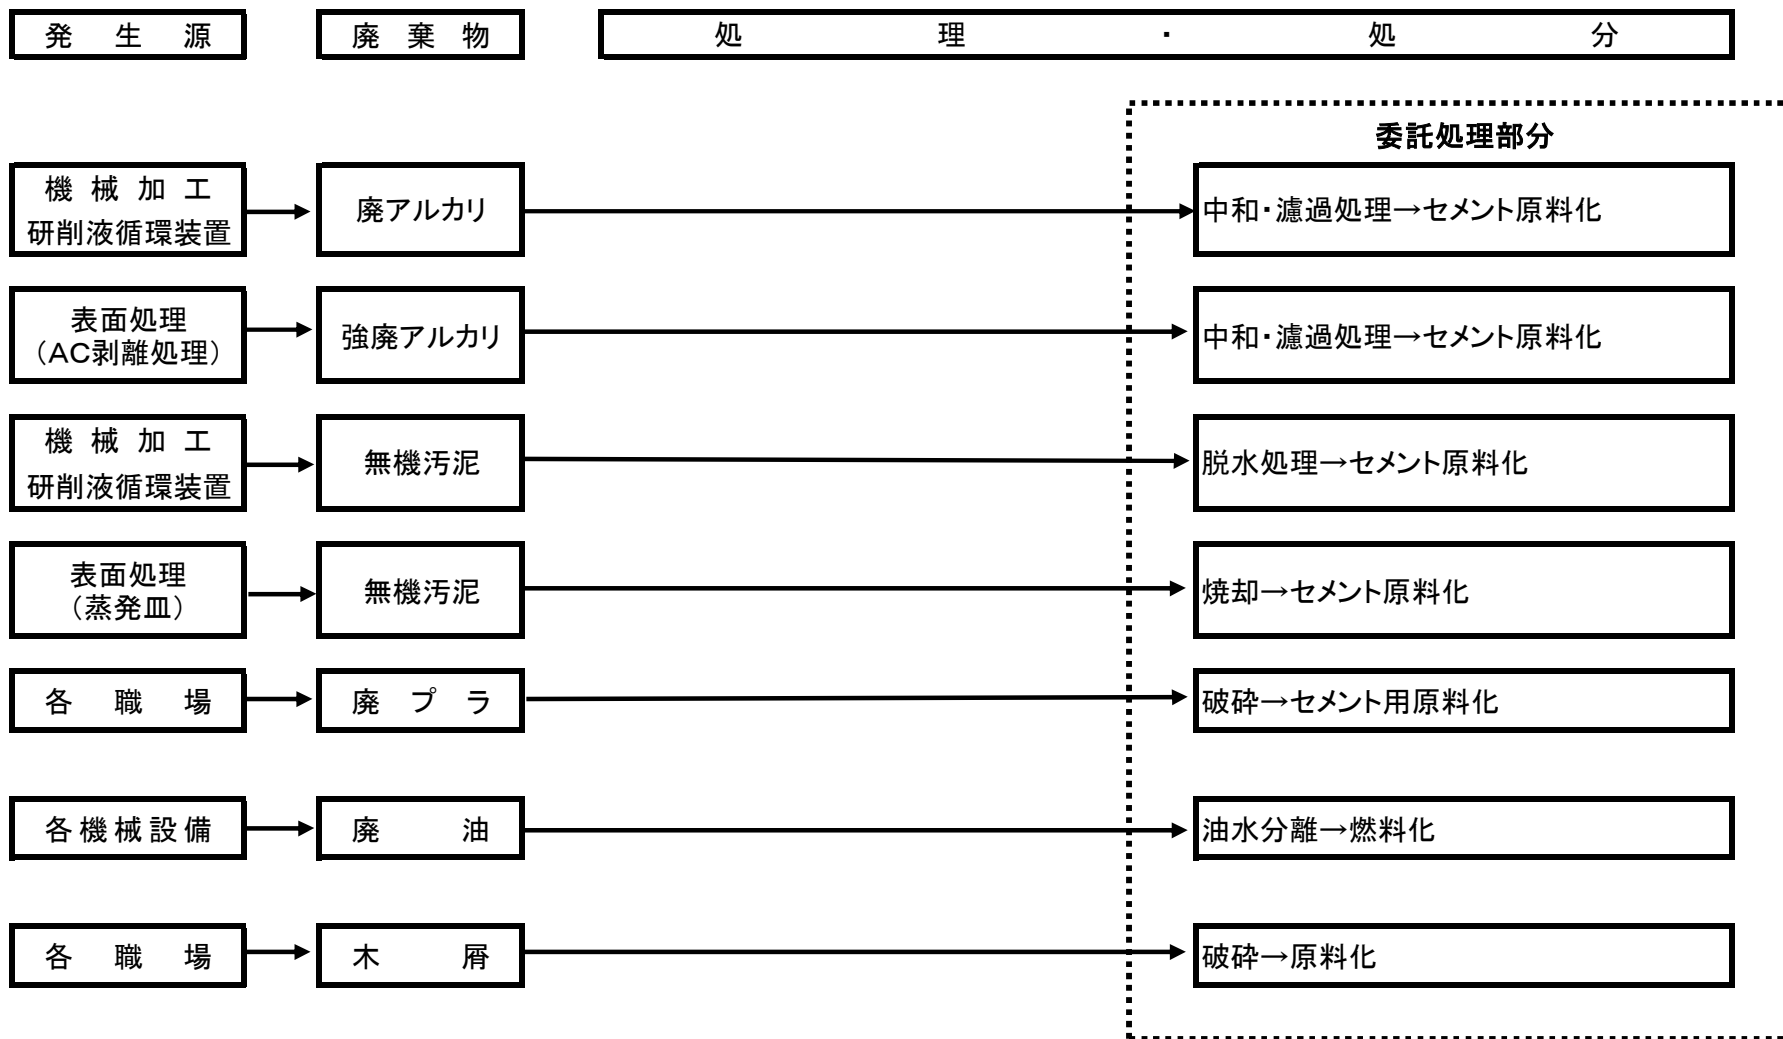 発生源 廃棄物 処理・処分
委託処理部分
機械加工
研削液循環装置
廃アルカリ
中和・濾過処理→セメント原料化
表面処理
（AC剥離処理）
強廃アルカリ
中和・濾過処理→セメント原料化
機械加工
研削液循環装置
無機汚泥
脱水処理→セメント原料化
表面処理
（蒸発皿）
無機汚泥
焼却→セメント原料化
各職場
廃プラ
破砕→セメント用原料化
各機械設備
廃油
油水分離→燃料化
各職場
木屑
破砕→原料化